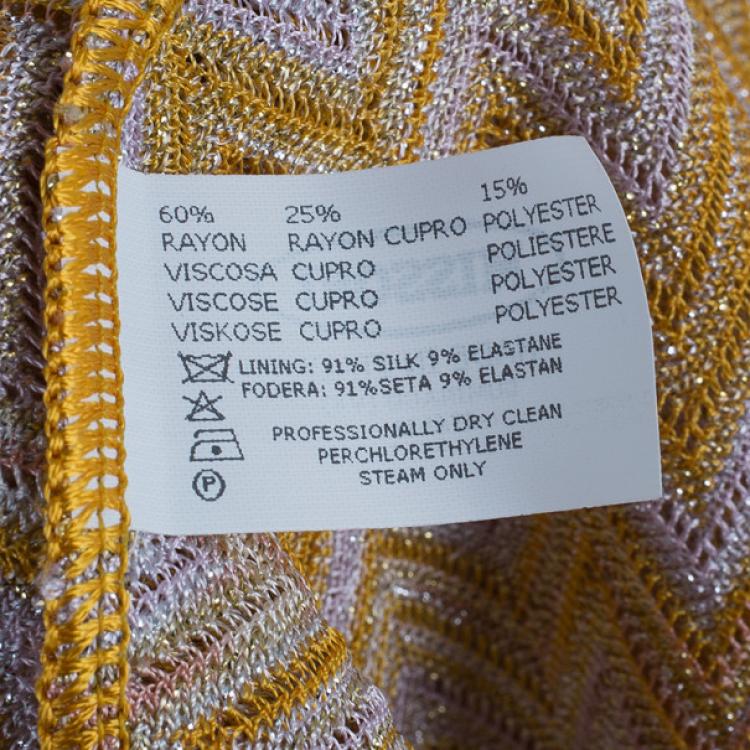 60% 25% 15%
RAYON RAYON CUPRO POLYESTER
VISCOSA CUPRO POLIESTERE
VISCOSE CUPRO POLYESTER
VISKOSE CUPRO POLYESTER
LINING: 91% SILK 9% ELASTANE
FODERA: 91%SETA 9% ELASTAN
PROFESSIONALLY DRY CLEAN
PERCHLORETHYLENE
STEAM ONLY
P